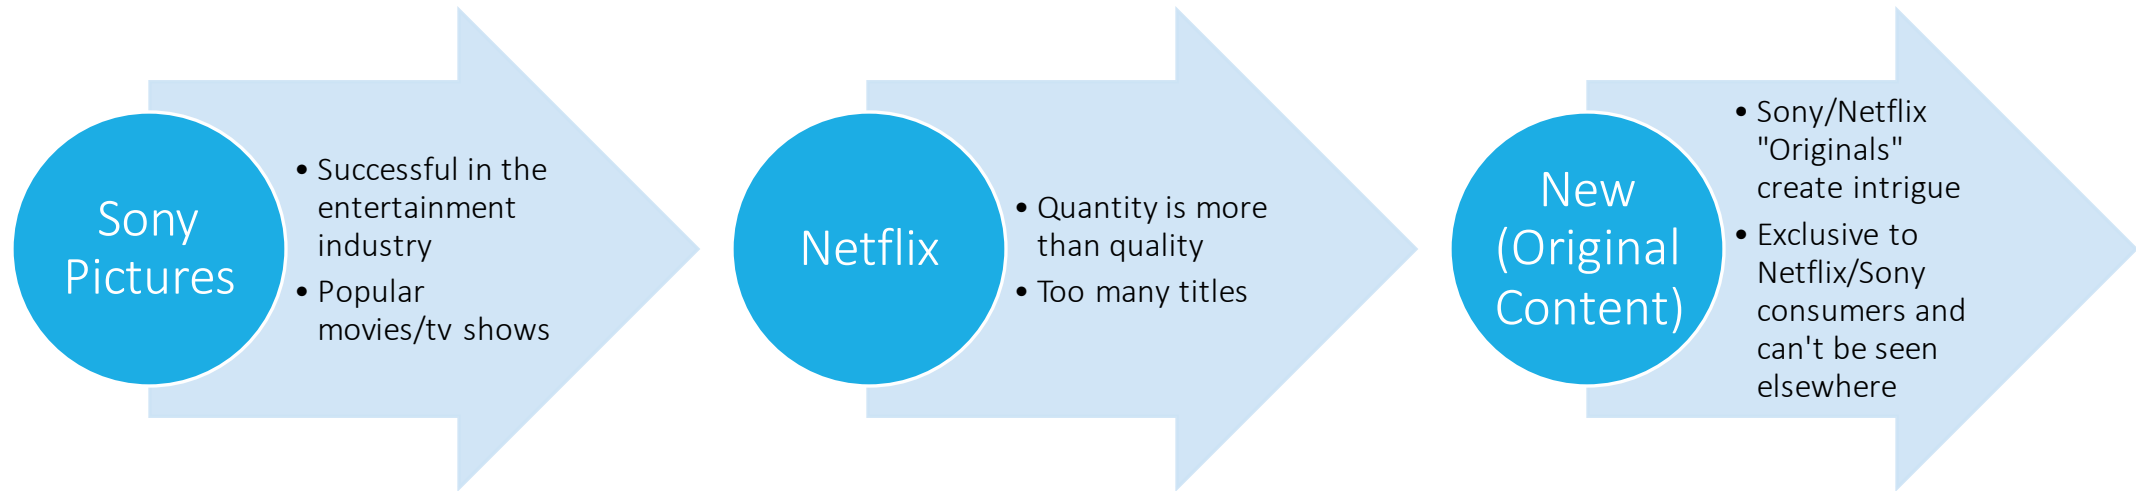 Sony
Pictures
• Successful in the
entertainment
industry
• Popular
movies/tv shows
Netflix
• Quantity is more
than quality
• Too many titles
New
(Original
Content)
• Sony/Netflix
"Originals"
create intrigue
• Exclusive to
Netflix/Sony
consumers and
can't be seen
elsewhere